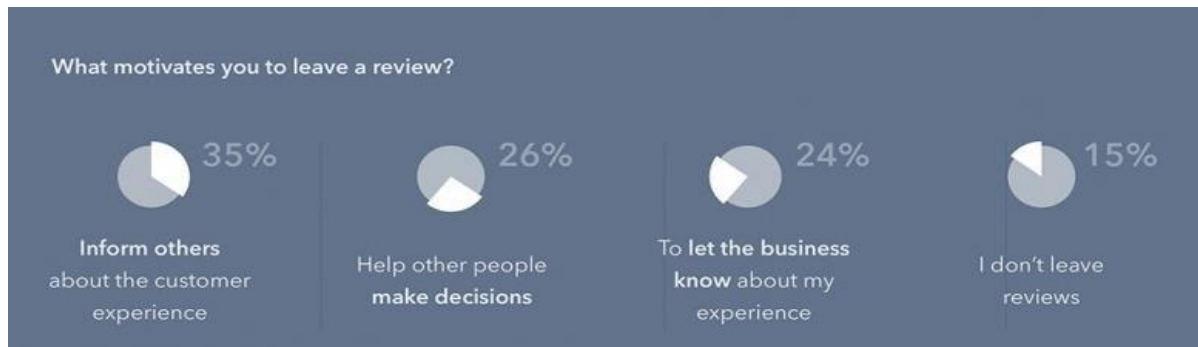 What motivates you to leave a review?
35%
Inform others
about the customer
experience
26%
Help other people
make decisions
24%
To let the business
know about my
experience
15%
I don't leave
reviews